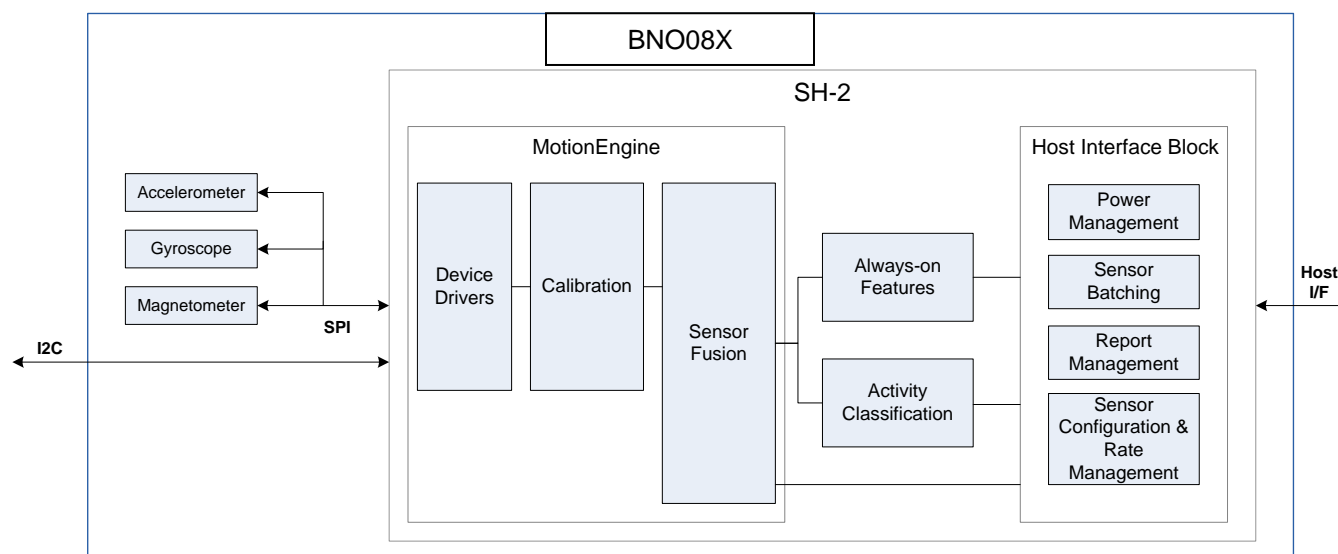 BNO08X
SH-2
MotionEngine
Host Interface Block
Accelerometer
Gyroscope
Magnetometer
SPI
I2C
Device
Drivers
Calibration
Sensor
Fusion
Always-on
Features
Activity
Classification
Power
Management
Sensor
Batching
Report
Management
Sensor
Configuration &
Rate
Management
Host
I/F